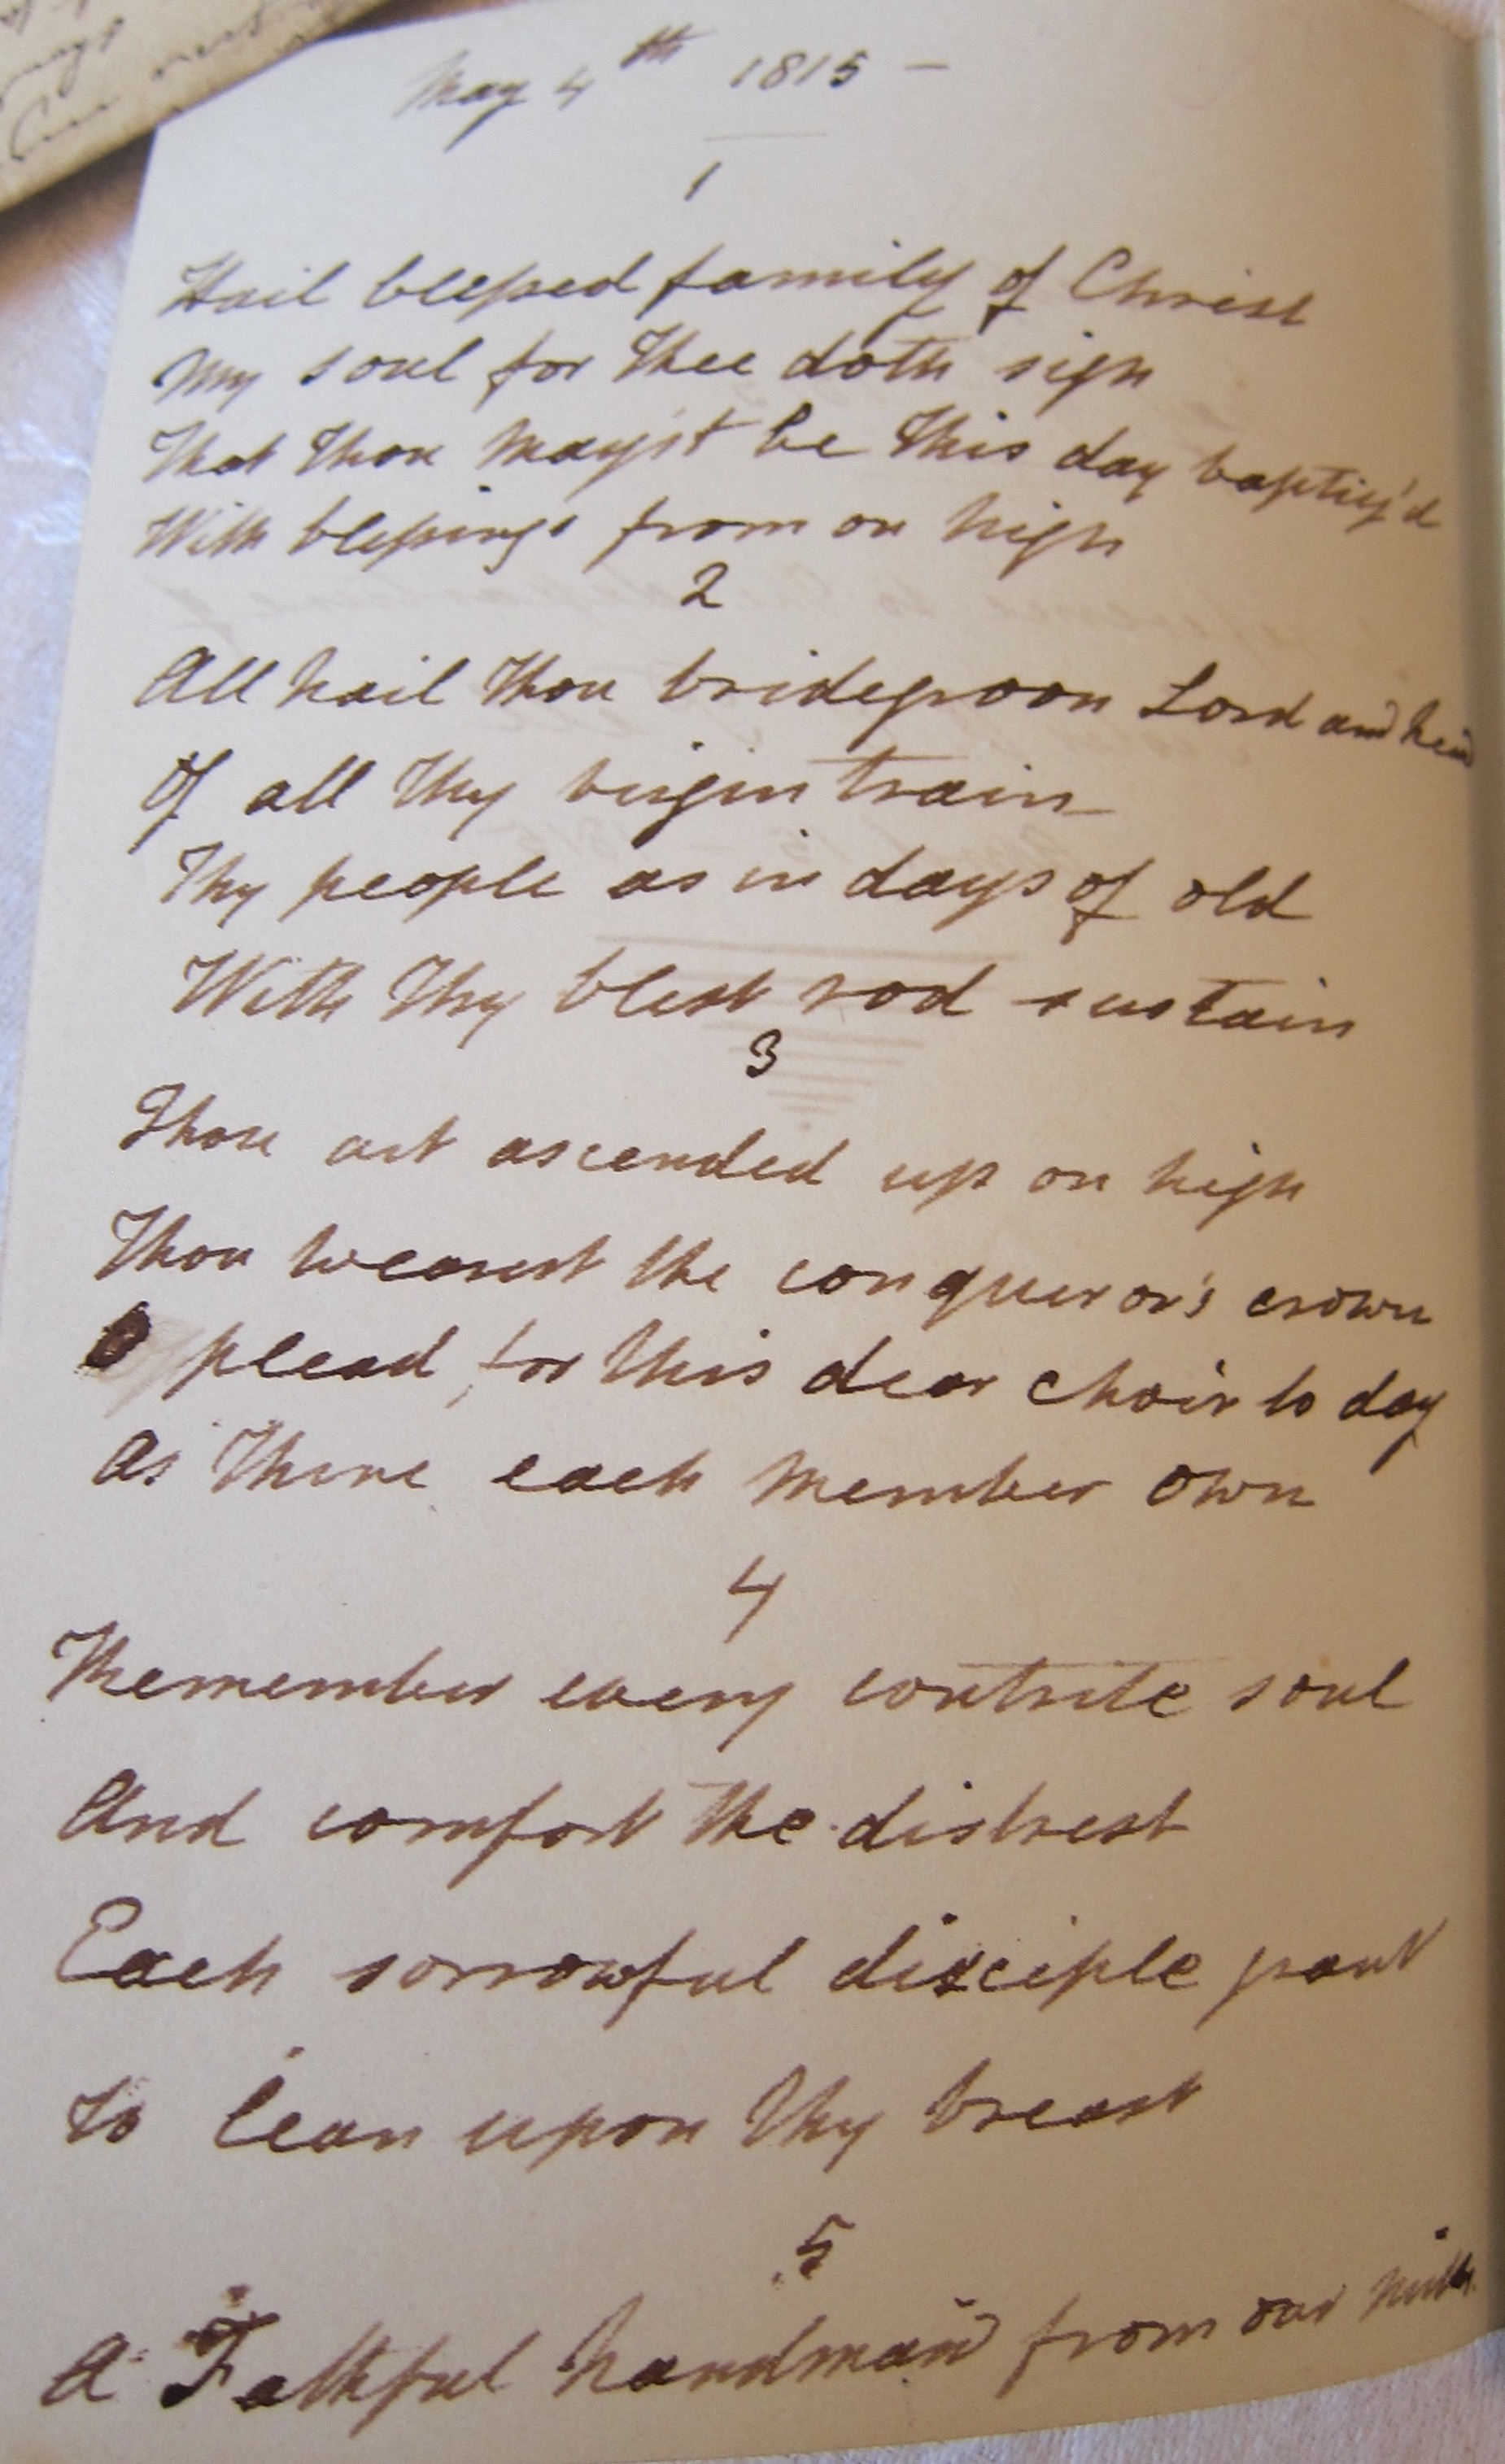 May 4th 1815 —
1
Hail blessed family of Christ
My soul for Thee doth sigh
That Thou mayst be This day baptiz'd
With blessings from on high
2
All hail Thou bridegroom Lord and head
Of all Thy virgin train
Thy people as in days of old
With Thy blest rod sustain
3
Thou art ascended up on high
Thou wearest the conqueror's crown
O plead for this dear choir to day
As Thine each member own
4
Remember every contrite soul
And comfort the distrest
Each sorrowful disciple
to lean upon Thy breast
5
A Faithful handmaid from our